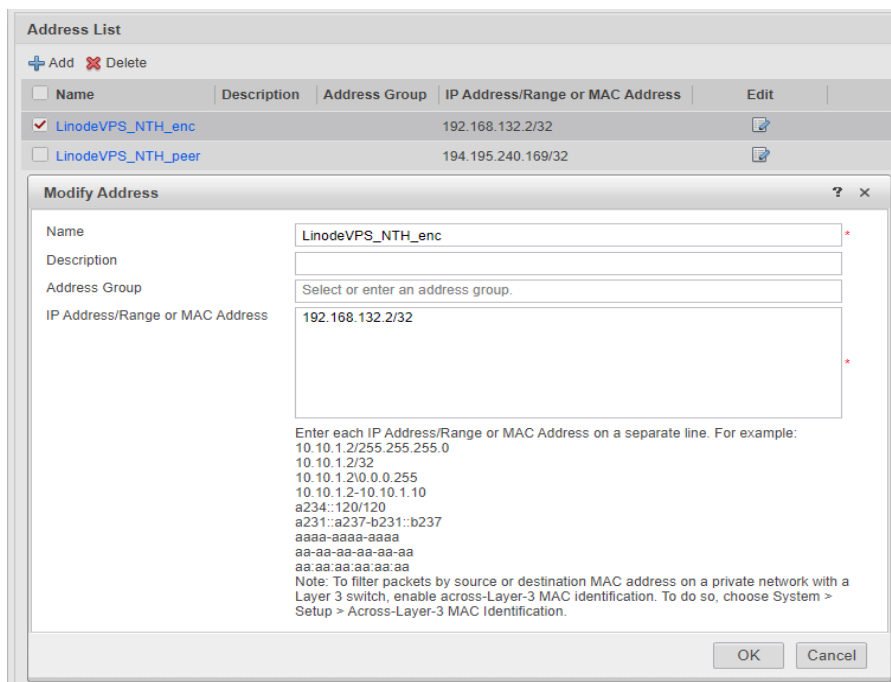 Address List
Add Delete
Name Description Address Group IP Address/Range or MAC Address Edit
LinodeVPS_NTH_enc 192.168.132.2/32
LinodeVPS_NTH_peer 194.195.240.169/32
Modify Address ? ×
Name LinodeVPS_NTH_enc *
Description
Address Group Select or enter an address group.
IP Address/Range or MAC Address 192.168.132.2/32
*
Enter each IP Address/Range or MAC Address on a separate line. For example:
10.10.1.2/255.255.255.0
10.10.1.2/32
10.10.1.2\0.0.0.255
10.10.1.2-10.10.1.10
a234::120/120
a231::a237-b231::b237
aaaa-aaaa-aaaa
aa-aa-aa-aa-aa-aa
aa:aa:aa:aa:aa:aa
Note: To filter packets by source or destination MAC address on a private network with a
Layer 3 switch, enable across-Layer-3 MAC identification. To do so, choose System >
Setup > Across-Layer-3 MAC Identification.
OK Cancel